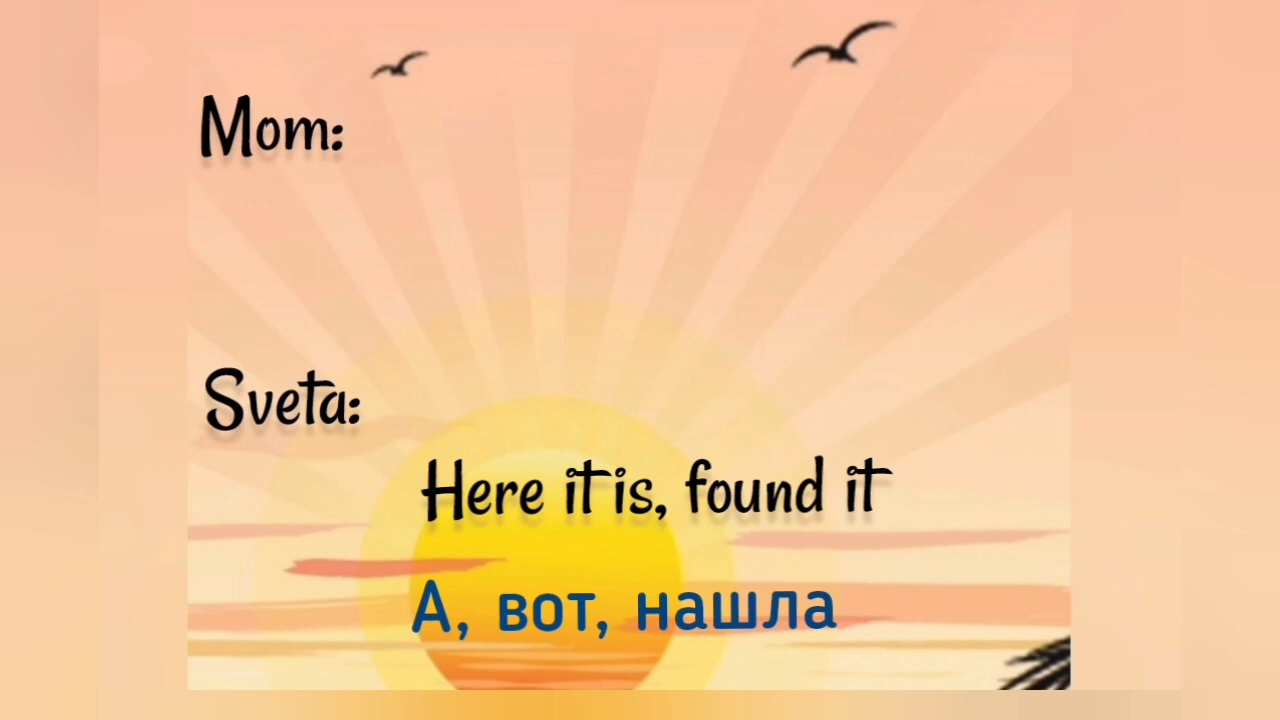 Mom:
Sveta:
Here it is, found it
А, вот, нашла